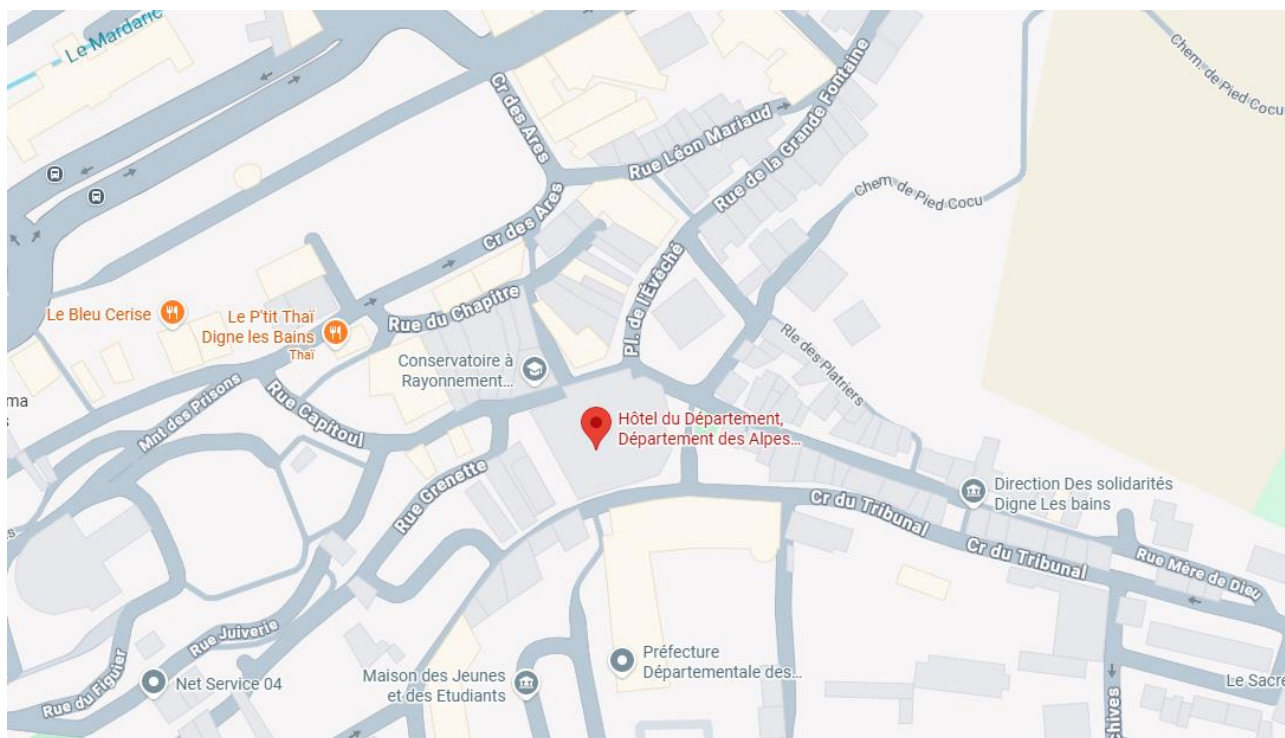 Le Mardaric
Cr des Ares
Rue Léon Mariaud
Rue de la Grande Fontaine
Chem. de Pied Cocu
Chem. de Pied Cocu
Cr des Ares
Pl. de l'Évêché
Rue du Chapitre
Le Bleu Cerise
Le P'tit Thaï
Digne les Bains
Thaï
Rle des Platriers
Conservatoire à
Rayonnement...
ma
Mnt des Prisons
Rue Capitoul
Hôtel du Département,
Département des Alpes...
Rue Grenette
Direction Des solidarités
Digne Les bains
Cr du Tribunal
Cr du Tribunal
Rue Mère de Dieu
Rue Juiverie
Rue du Figuier
Net Service 04
Maison des Jeunes
et des Etudiants
Préfecture
Départementale des...
Le Sacré
chives